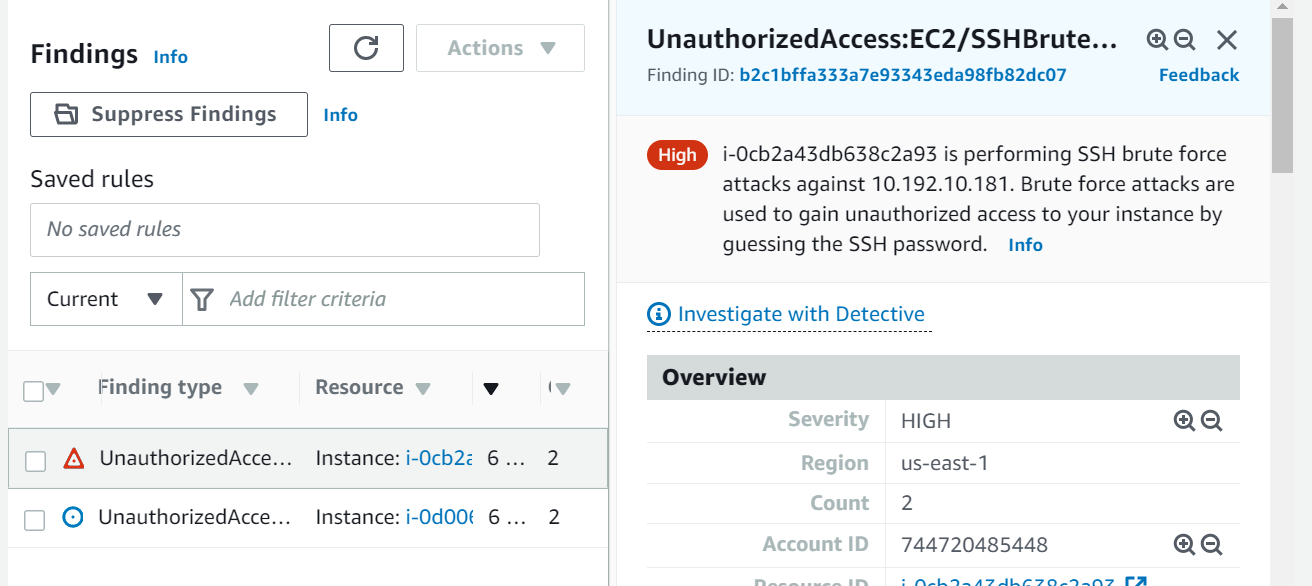 Findings Info
Actions
Suppress Findings Info
Saved rules
No saved rules
Current Add filter criteria
Finding type Resource
UnauthorizedAcce... Instance: i-0cb2a 6 ... 2
UnauthorizedAcce... Instance: i-0d006 6 ... 2
UnauthorizedAccess:EC2/SSHBrute...
Finding ID: b2c1bffa333a7e93343eda98fb82dc07 Feedback
High
i-0cb2a43db638c2a93 is performing SSH brute force
attacks against 10.192.10.181. Brute force attacks are
used to gain unauthorized access to your instance by
guessing the SSH password. Info
Investigate with Detective
Overview
Severity HIGH
Region us-east-1
Count 2
Account ID 744720485448
Resource ID i-0cb2a43db638c2a93